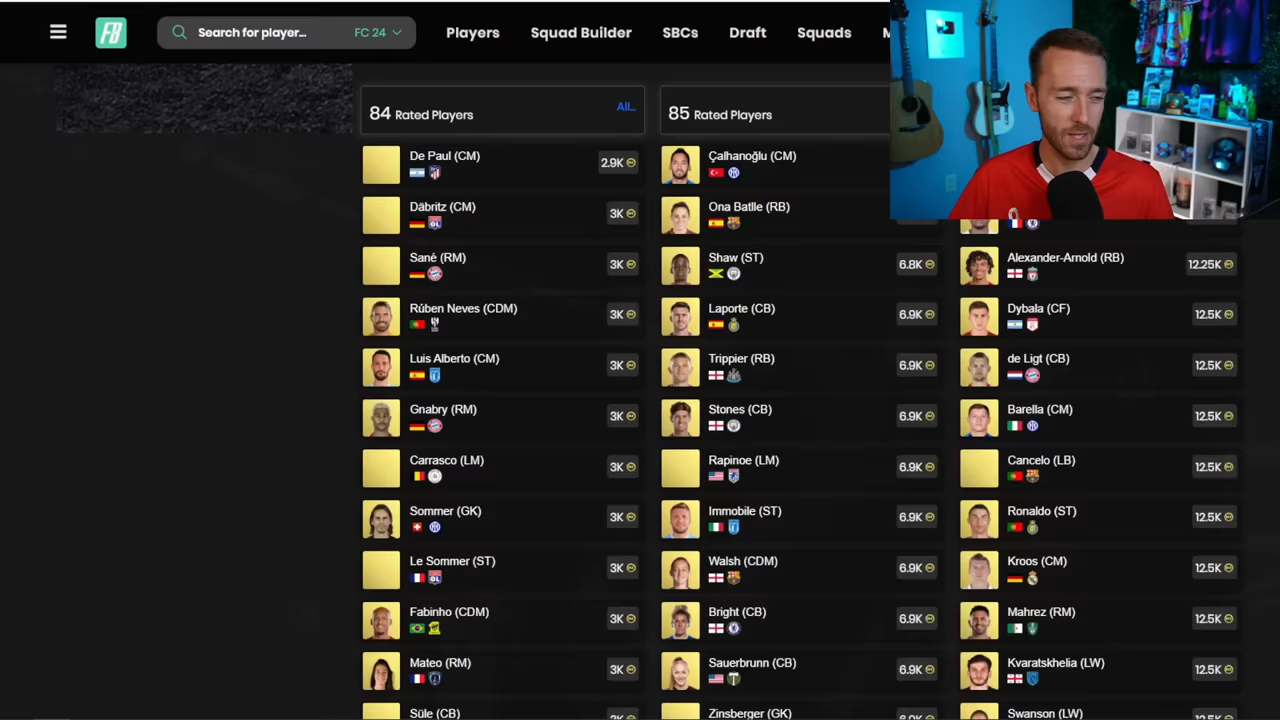 FB
Search for player...
FC 24
Players
Squad Builder
SBCs
Draft
Squads
M
84 Rated Players
All...
De Paul (CM)
2.9K
Däbritz (CM)
3K
Sané (RM)
3K
Rúben Neves (CDM)
3K
Luis Alberto (CM)
3K
Gnabry (RM)
3K
Carrasco (LM)
3K
Sommer (GK)
3K
Le Sommer (ST)
3K
Fabinho (CDM)
3K
Mateo (RM)
3K
Süle (CB)
85 Rated Players
Çalhanoğlu (CM)
Ona Batlle (RB)
Shaw (ST)
6.8K
Laporte (CB)
6.9K
Trippier (RB)
6.9K
Stones (CB)
6.9K
Rapinoe (LM)
6.9K
Immobile (ST)
6.9K
Walsh (CDM)
6.9K
Bright (CB)
6.9K
Sauerbrunn (CB)
6.9K
Zinsberger (GK)
6.9K
Alexander-Arnold (RB)
12.25K
Dybala (CF)
12.5K
de Ligt (CB)
12.5K
Barella (CM)
12.5K
Cancelo (LB)
12.5K
Ronaldo (ST)
12.5K
Kroos (CM)
12.5K
Mahrez (RM)
12.5K
Kvaratskhelia (LW)
12.5K
Swanson (LW)
12.5K